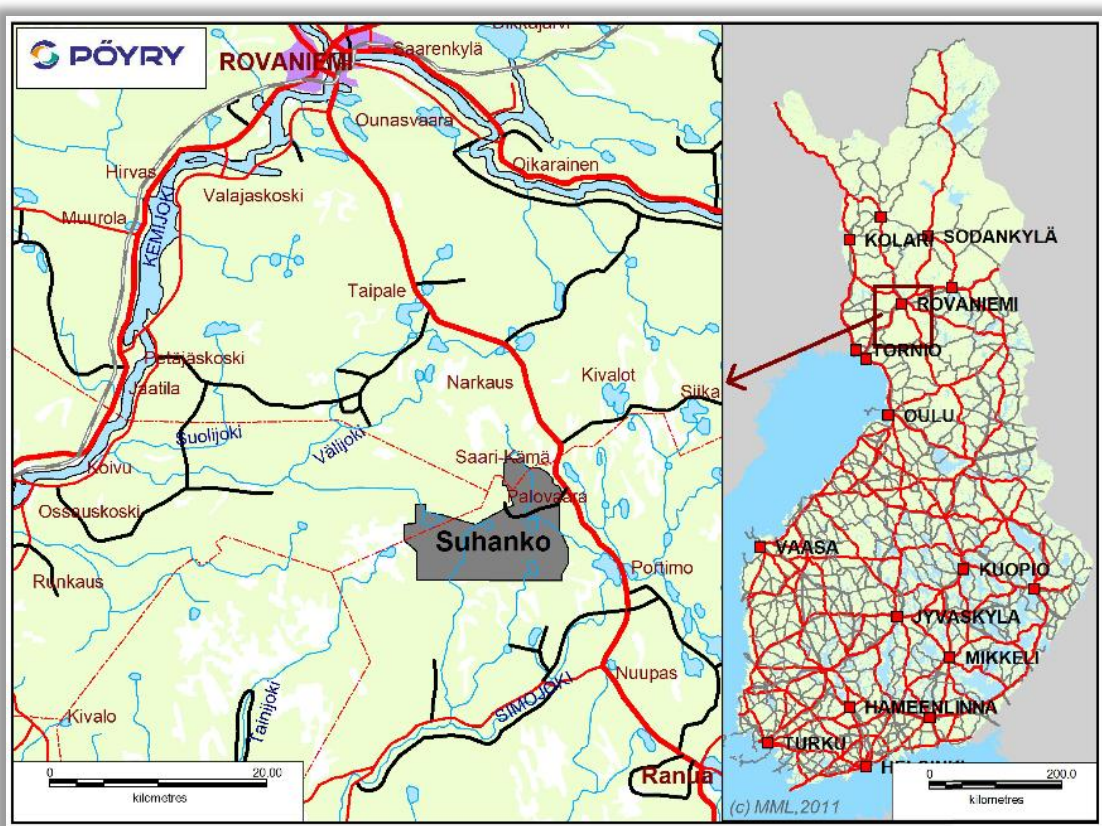 PÖYRY
ROVANIEMI
Saarenkylä
Ounasvaara
Oikarainen
Hirvas
Valajaskoski
Muurola
KEMIJOKI
Taipale
Petäjäskoski
Jaatila
Narkaus
Kivalot
Siika
Suolijoki
Välijoki
Koivu
Saari-Kämä
Palovaara
Ossauskoski
Suhanko
Runkaus
Portimo
Nuupas
SIMOJOKI
Tainijoki
Kivalo
Ranua
0 20.00
kilometres
KOLARI
SODANKYLÄ
ROVANIEMI
TORNIO
OULU
VAASA
KUOPIO
JYVASKYLA
MIKKELI
HAMEENLINNA
TURKU
HELSINKI
(c) MML,2011
0 200.0
kilometres